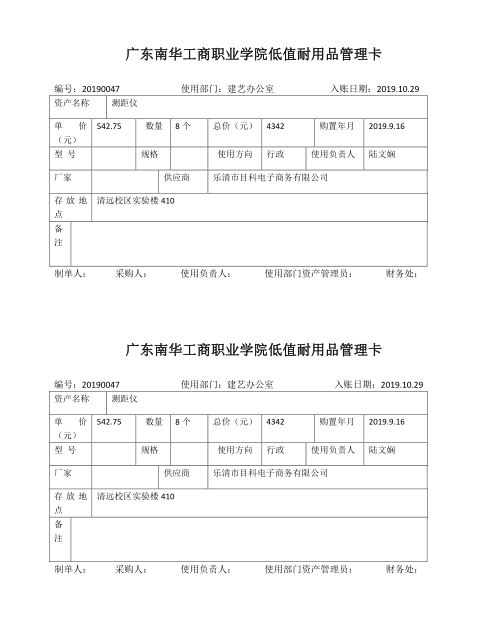 广东南华工商职业学院低值耐用品管理卡
编号：20190047 使用部门：建艺办公室 入账日期：2019.10.29
资产名称 测距仪
单 价（元） 542.75 数量 8 个 总价（元） 4342 购置年月 2019.9.16
型 号 规格 使用方向 行政 使用负责人 陆文娴
厂家 供应商 乐清市目科电子商务有限公司
存 放 地 点 清远校区实验楼 410
备 注
制单人： 采购人： 使用负责人： 使用部门资产管理员： 财务处：
广东南华工商职业学院低值耐用品管理卡
编号：20190047 使用部门：建艺办公室 入账日期：2019.10.29
资产名称 测距仪
单 价（元） 542.75 数量 8 个 总价（元） 4342 购置年月 2019.9.16
型 号 规格 使用方向 行政 使用负责人 陆文娴
厂家 供应商 乐清市目科电子商务有限公司
存 放 地 点 清远校区实验楼 410
备 注
制单人： 采购人： 使用负责人： 使用部门资产管理员： 财务处：